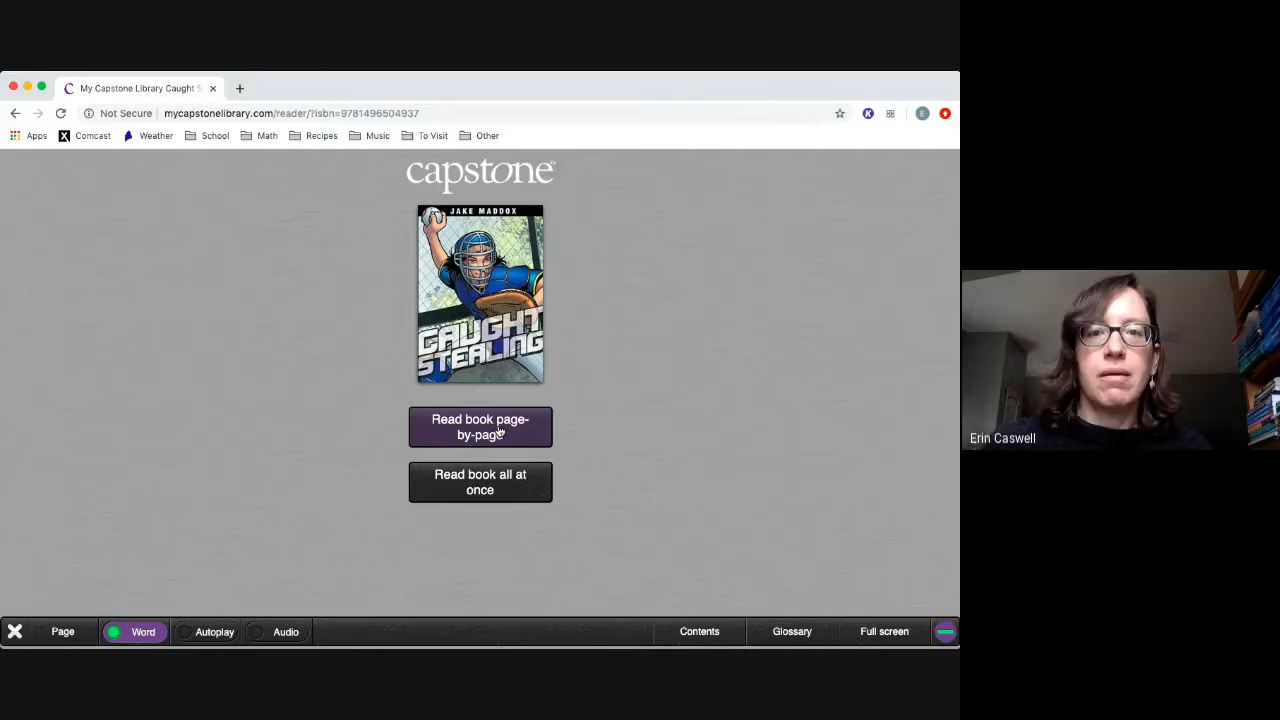 My Capstone Library Caught S
Not Secure | mycapstonelibrary.com/reader/?isbn=9781496504937
K
E
Apps X Comcast Weather School Math Recipes Music To Visit Other
capstone™
JAKE MADDOX
CAUGHT
STEALING
Read book page-
by-page
Read book all at
once
Erin Caswell
Page Word Autoplay Audio Contents Glossary Full screen